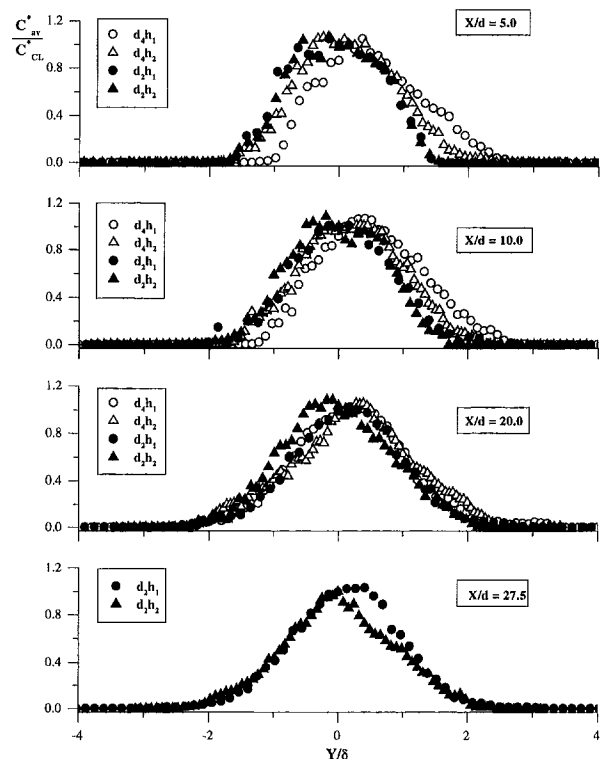 C*av
C*CL
1.2
0.8
0.4
0.0
d4h1
d4h2
d2h1
d2h2
X/d = 5.0
1.2
0.8
0.4
0.0
d4h1
d4h2
d2h1
d2h2
X/d = 10.0
1.2
0.8
0.4
0.0
d4h1
d4h2
d2h1
d2h2
X/d = 20.0
1.2
0.8
0.4
0.0
d2h1
d2h2
X/d = 27.5
-4 -2 0 2 4
Y/δ